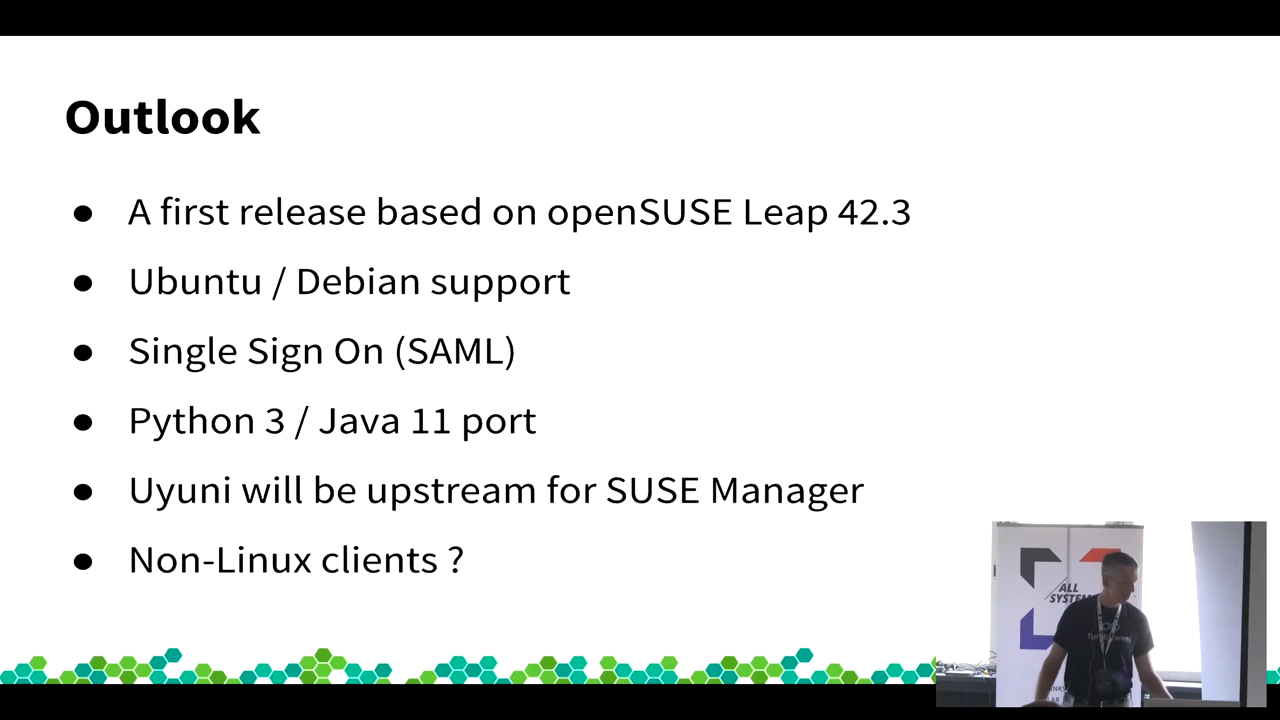 Outlook
● A first release based on openSUSE Leap 42.3
● Ubuntu / Debian support
● Single Sign On (SAML)
● Python 3 / Java 11 port
● Uyuni will be upstream for SUSE Manager
● Non-Linux clients ?
ALL